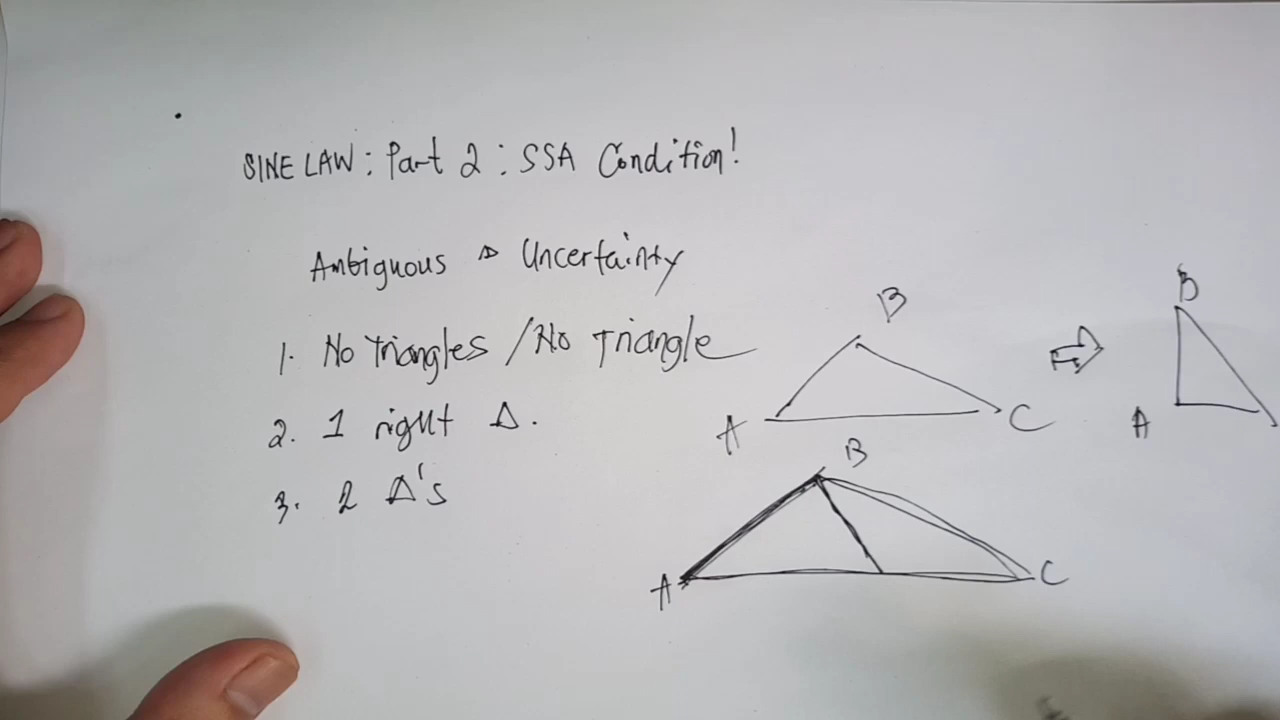 SINE LAW : Part 2 : SSA Condition!
Ambiguous ▷ Uncertainty
1. No triangles / No Triangle
2. 1 right Δ.
3. 2 Δ's
B
A
C
B
A
B
A
C